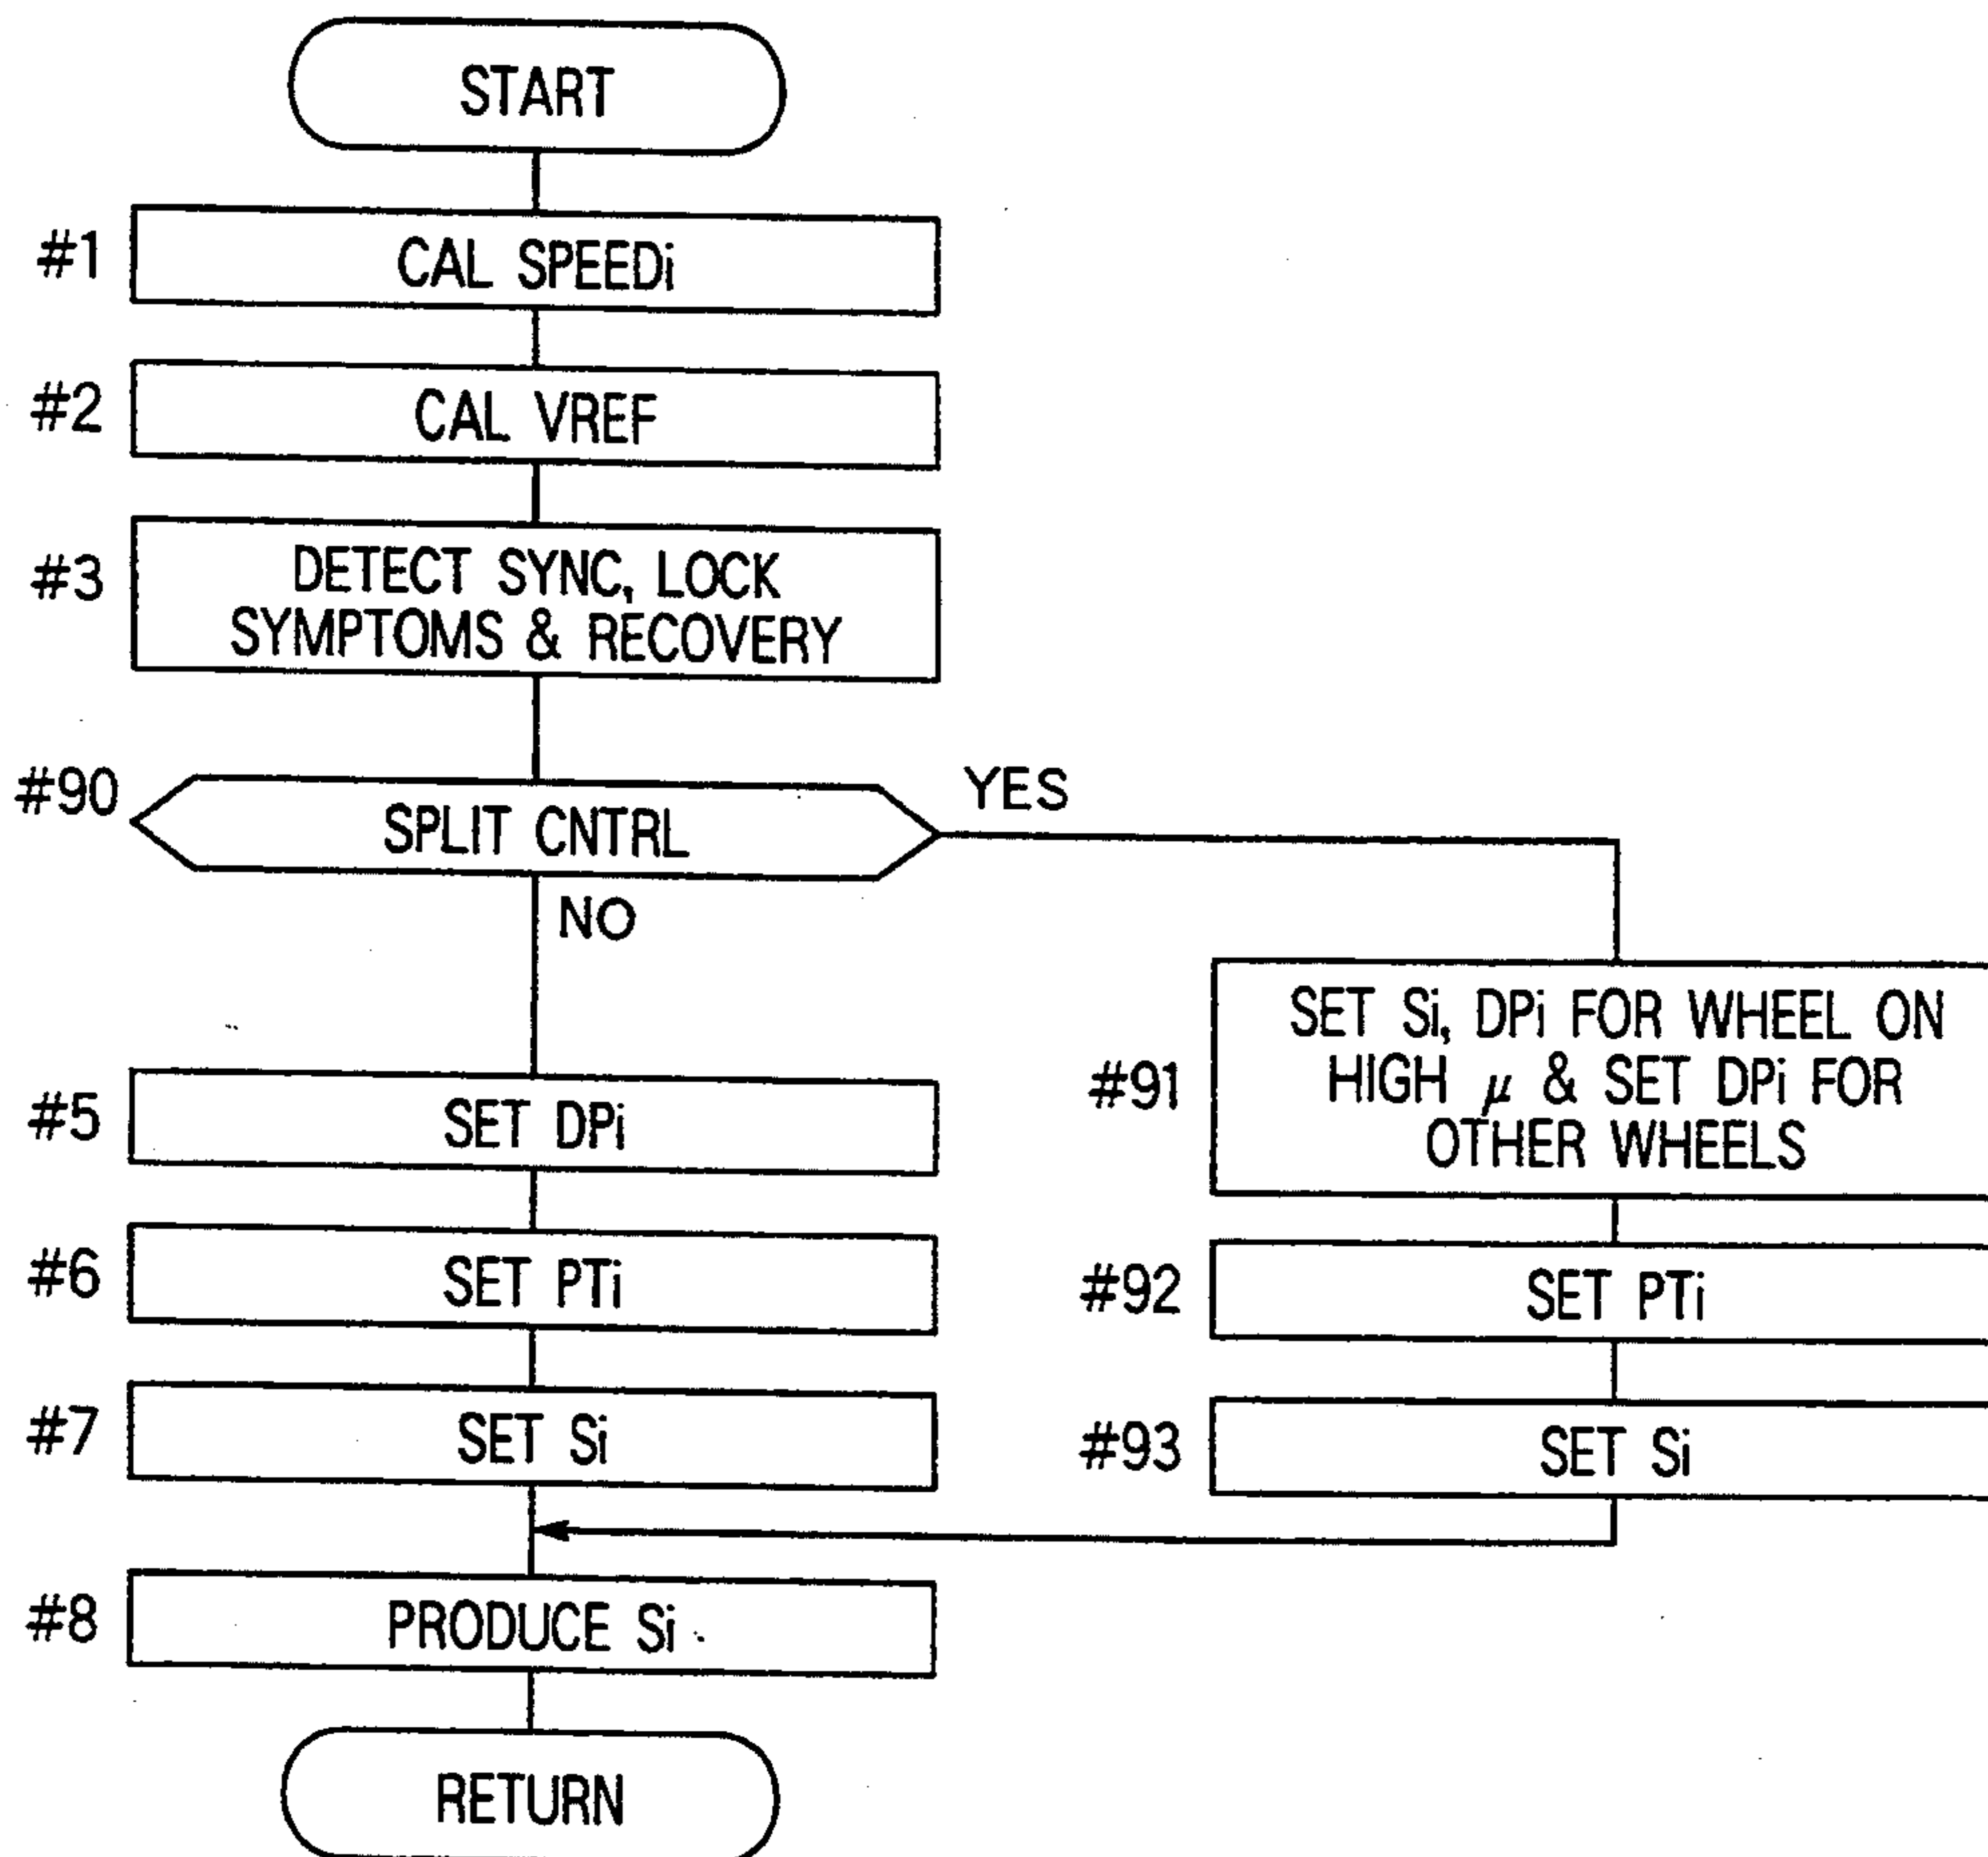 START
#1
CAL SPEEDi
#2
CAL VREF
#3
DETECT SYNC, LOCK
SYMPTOMS & RECOVERY
#90
SPLIT CNTRL
YES
NO
#5
SET DPi
#6
SET PTi
#7
SET Si
#91
SET Si, DPi FOR WHEEL ON
HIGH μ & SET DPi FOR
OTHER WHEELS
#92
SET PTi
#93
SET Si
#8
PRODUCE Si
RETURN